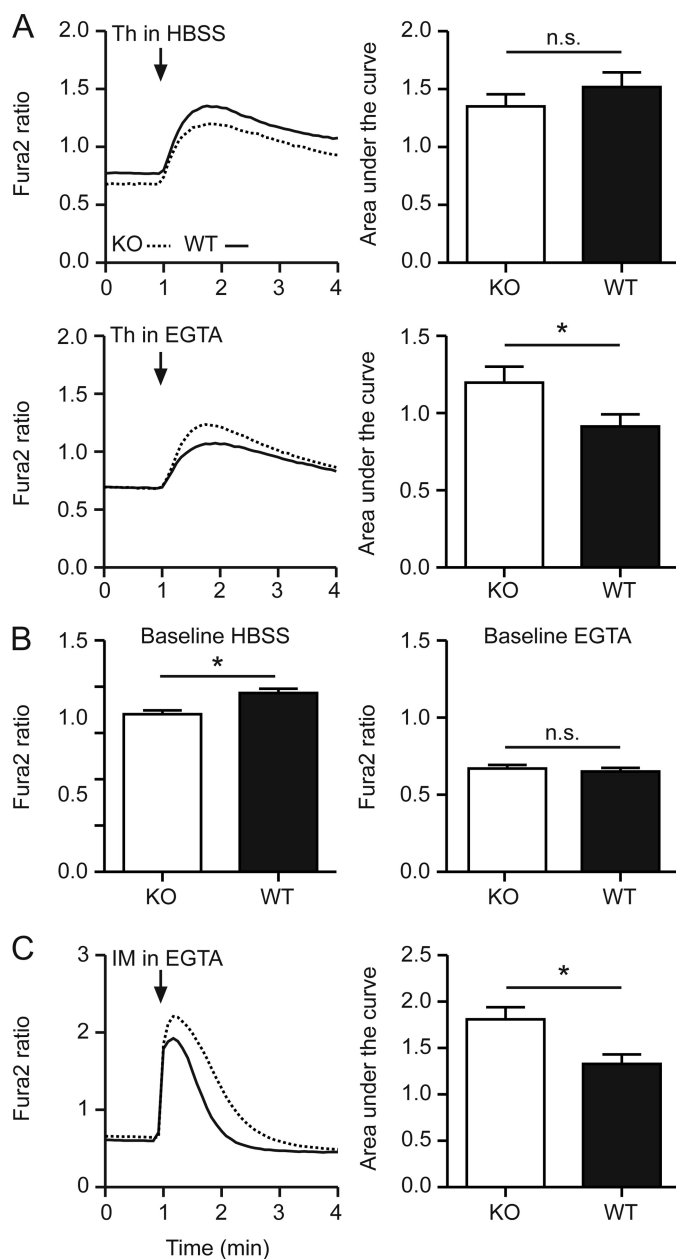 A
Th in HBSS
Fura2 ratio
2.0
1.5
1.0
0.5
0.0
KO WT
0 1 2 3 4
Area under the curve
2.0
1.5
1.0
0.5
0.0
n.s.
KO WT
Th in EGTA
Fura2 ratio
2.0
1.5
1.0
0.5
0.0
0 1 2 3 4
Area under the curve
1.5
1.0
0.5
0.0
*
KO WT
B
Baseline HBSS
Fura2 ratio
1.5
1.0
0.5
0.0
*
KO WT
Baseline EGTA
Fura2 ratio
1.5
1.0
0.5
0.0
n.s.
KO WT
C
IM in EGTA
Fura2 ratio
3
2
1
0
0 1 2 3 4
Time (min)
Area under the curve
2.5
2.0
1.5
1.0
0.5
0.0
*
KO WT